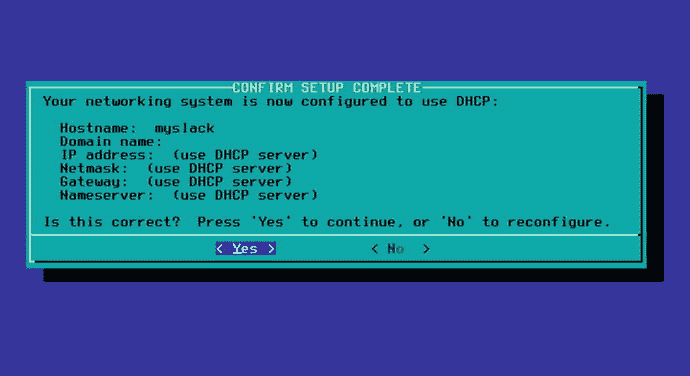 CONFIRM SETUP COMPLETE
Your networking system is now configured to use DHCP:
Hostname:  myslack
Domain name:
IP address:  (use DHCP server)
Netmask:  (use DHCP server)
Gateway:  (use DHCP server)
Nameserver:  (use DHCP server)
Is this correct?  Press 'Yes' to continue, or 'No' to reconfigure.
< Yes >  < No  >